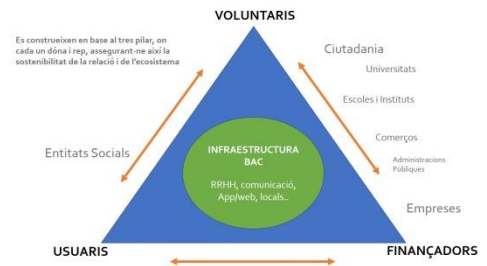 VOLUNTARIS
Es construeixen en base al tres pilar, on
cada un dóna i rep, assegurant-ne així la
sostenibilitat de la relació i de l'ecosistema
Ciutadania
Universitats
Escoles i Instituts
Comerços
Administracions
Públiques
Empreses
Entitats Socials
INFRAESTRUCTURA
BAC
RRHH, comunicació,
App/web, locals..
USUARIS
FINANÇADORS